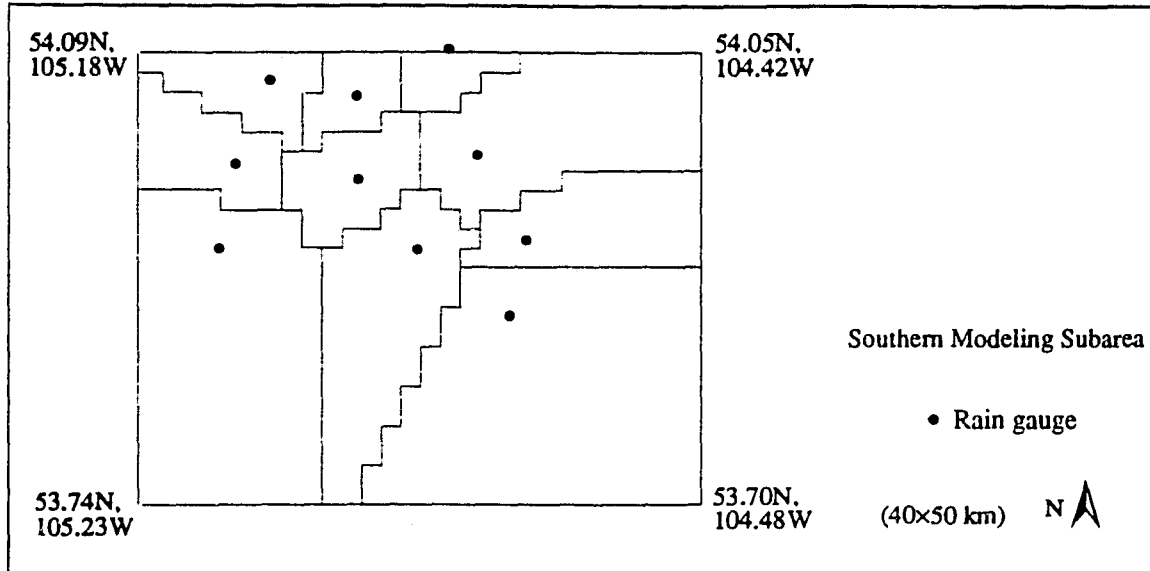 54.09N,
105.18W
54.05N,
104.42W
Southern Modeling Subarea
Rain gauge
53.74N,
105.23W
53.70N,
104.48W
(40×50 km)
N